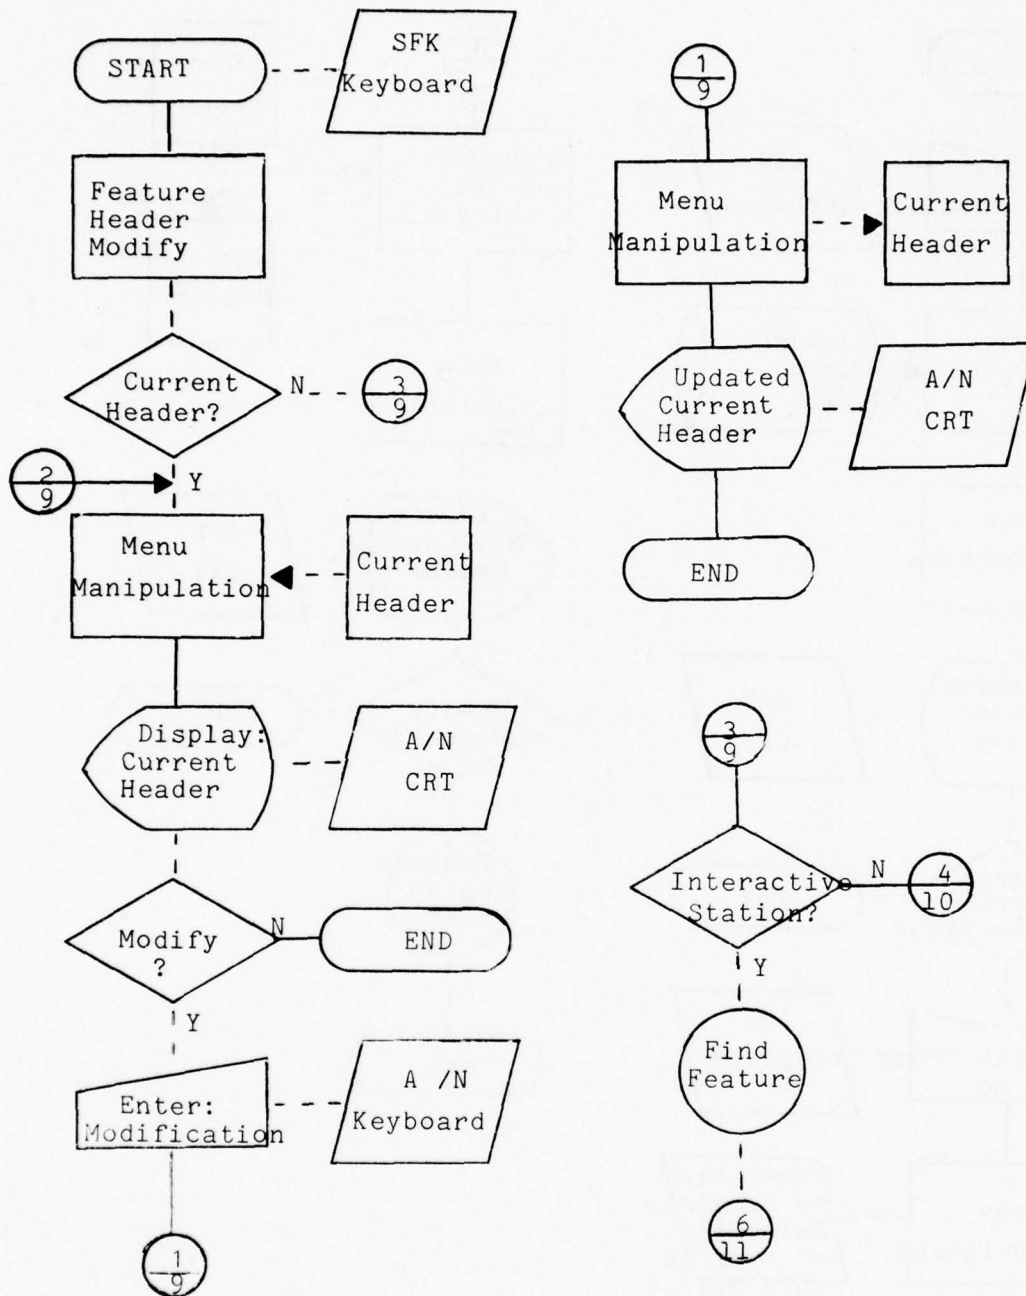 START
SFK
Keyboard
Feature
Header
Modify
Current
Header?
N
3
9
2
9
Y
Menu
Manipulation
Current
Header
Display:
Current
Header
A/N
CRT
Modify
?
N
END
Y
Enter:
Modification
A /N
Keyboard
1
9
1
9
Menu
Manipulation
Current
Header
Updated
Current
Header
A/N
CRT
END
3
9
Interactive
Station?
N
4
10
Y
Find
Feature
6
11